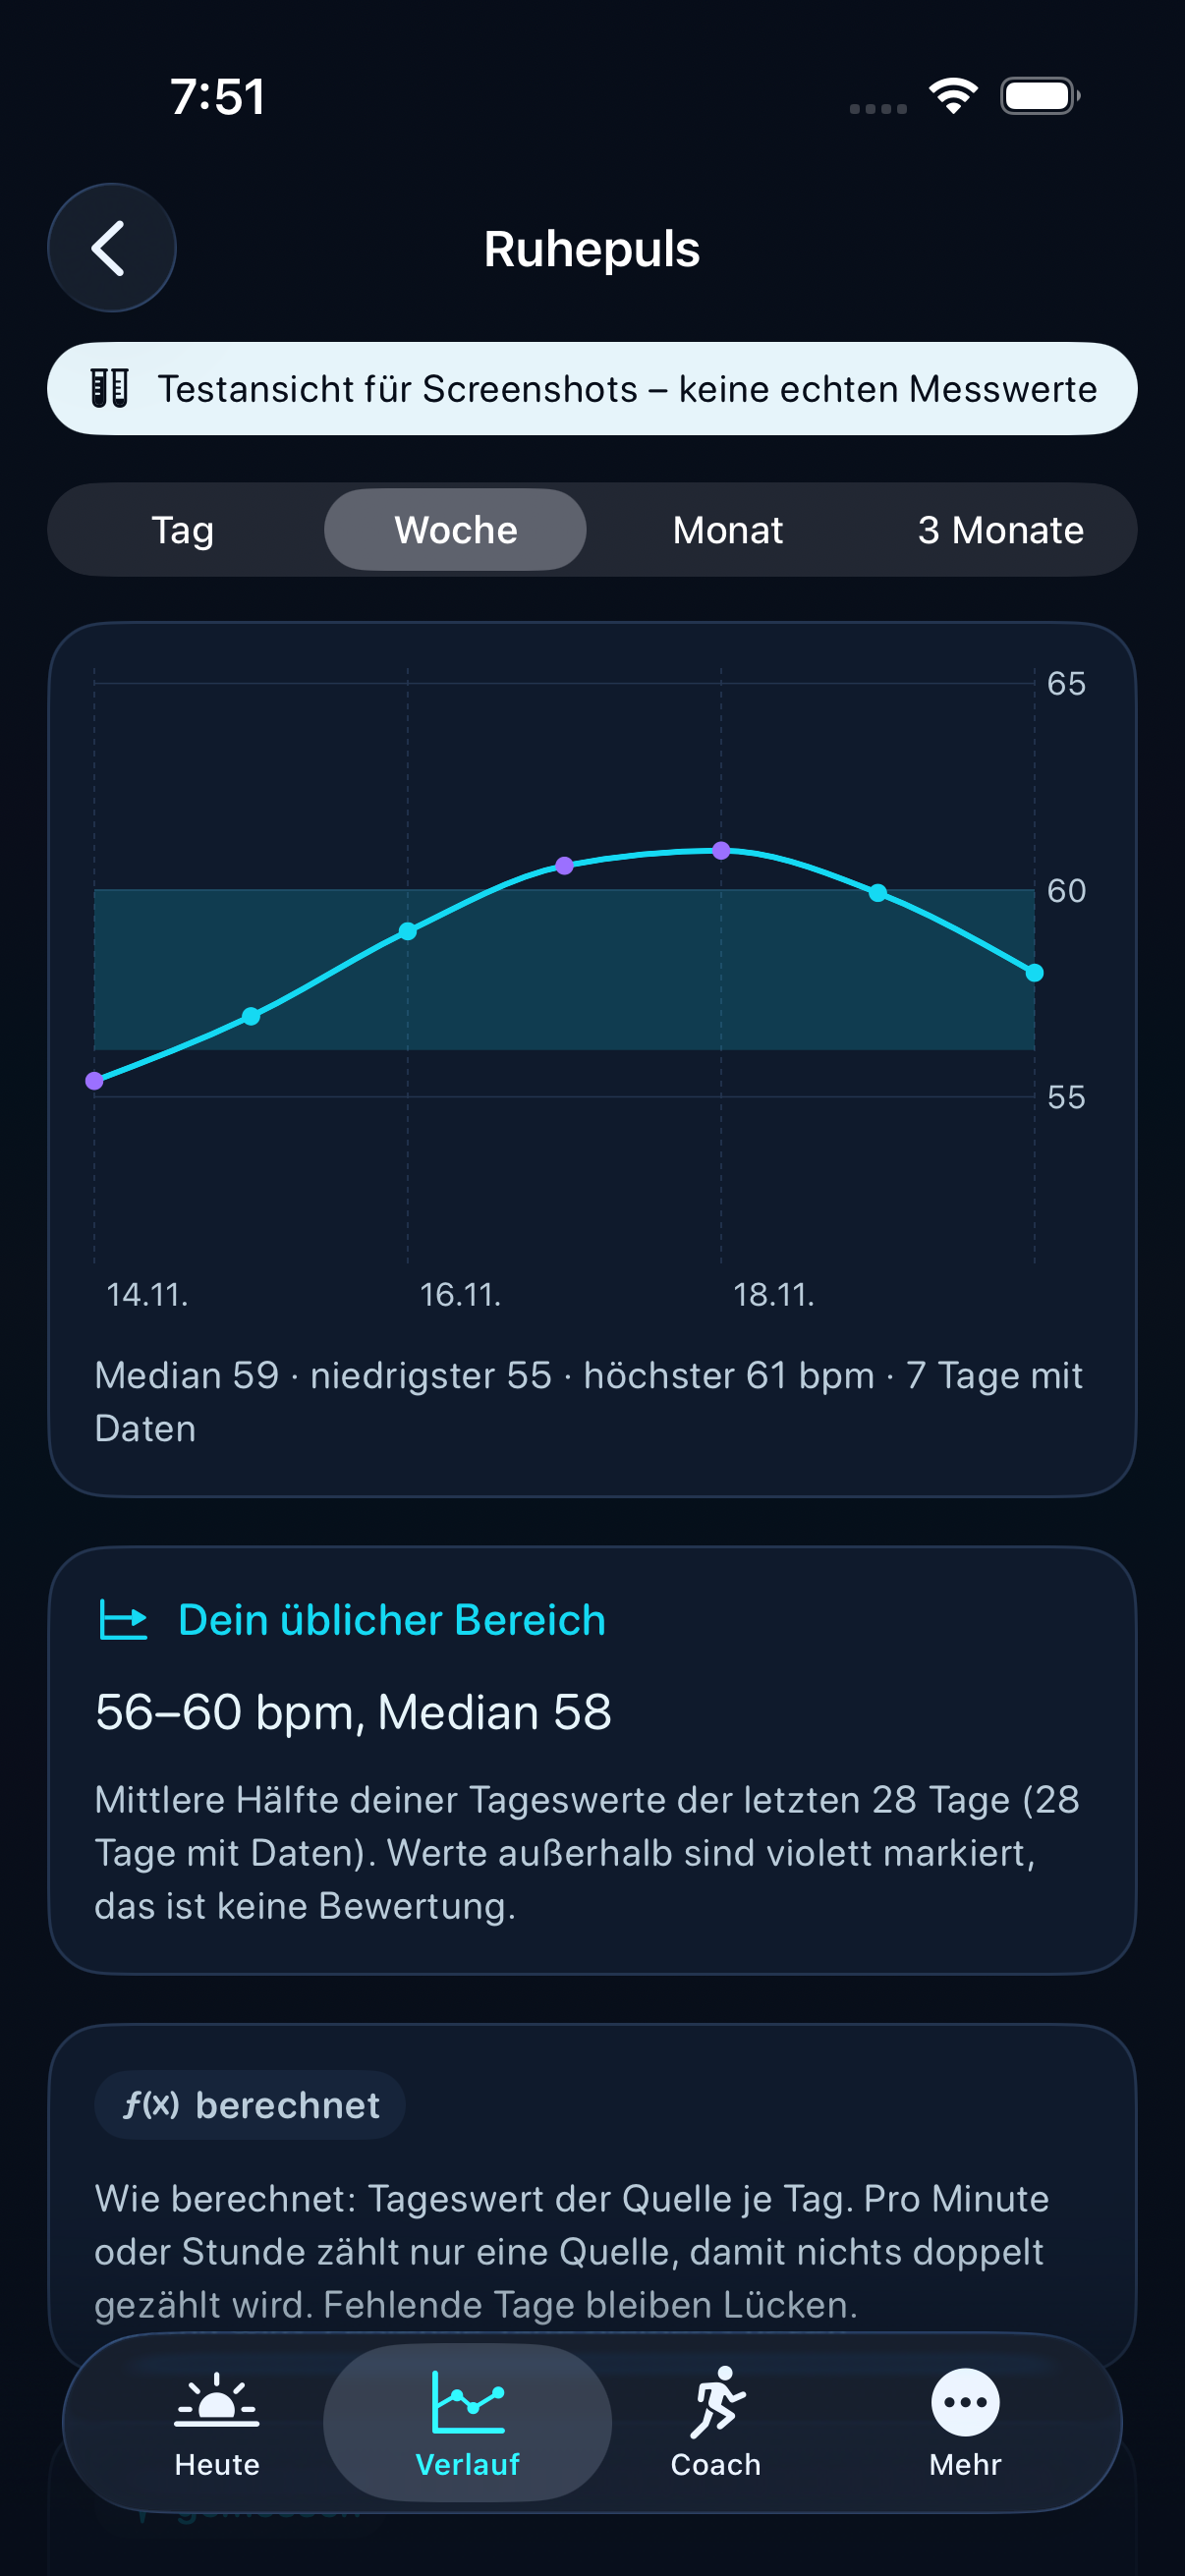 7:51
Ruhepuls
Testansicht für Screenshots – keine echten Messwerte
Tag
Woche
Monat
3 Monate
65
60
55
14.11.
16.11.
18.11.
Median 59 · niedrigster 55 · höchster 61 bpm · 7 Tage mit
Daten
Dein üblicher Bereich
56–60 bpm, Median 58
Mittlere Hälfte deiner Tageswerte der letzten 28 Tage (28
Tage mit Daten). Werte außerhalb sind violett markiert,
das ist keine Bewertung.
f(x) berechnet
Wie berechnet: Tageswert der Quelle je Tag. Pro Minute
oder Stunde zählt nur eine Quelle, damit nichts doppelt
gezählt wird. Fehlende Tage bleiben Lücken.
Heute
Verlauf
Coach
Mehr